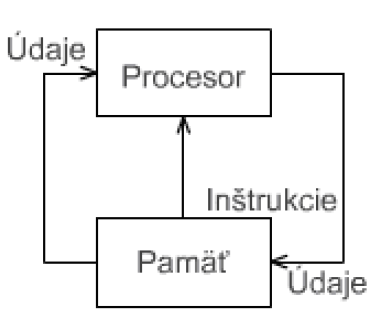 Údaje
Procesor
Inštrukcie
Pamäť
Údaje